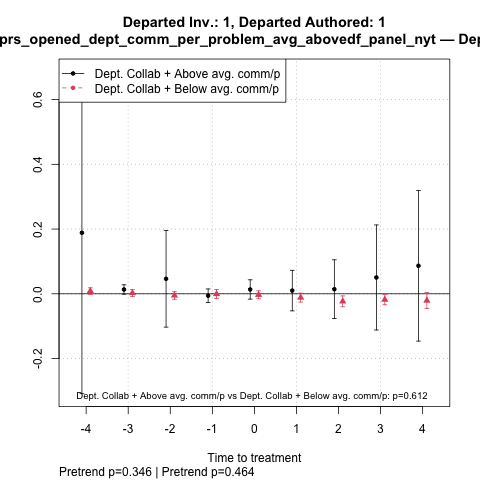 Departed Inv.: 1, Departed Authored: 1
prs_opened_dept_comm_per_problem_avg_abovedf_panel_nyt — Dep
Dept. Collab + Above avg. comm/p
Dept. Collab + Below avg. comm/p
0.6
0.4
0.2
0.0
-0.2
Dept. Collab + Above avg. comm/p vs Dept. Collab + Below avg. comm/p: p=0.612
-4 -3 -2 -1 0 1 2 3 4
Time to treatment
Pretrend p=0.346 | Pretrend p=0.464